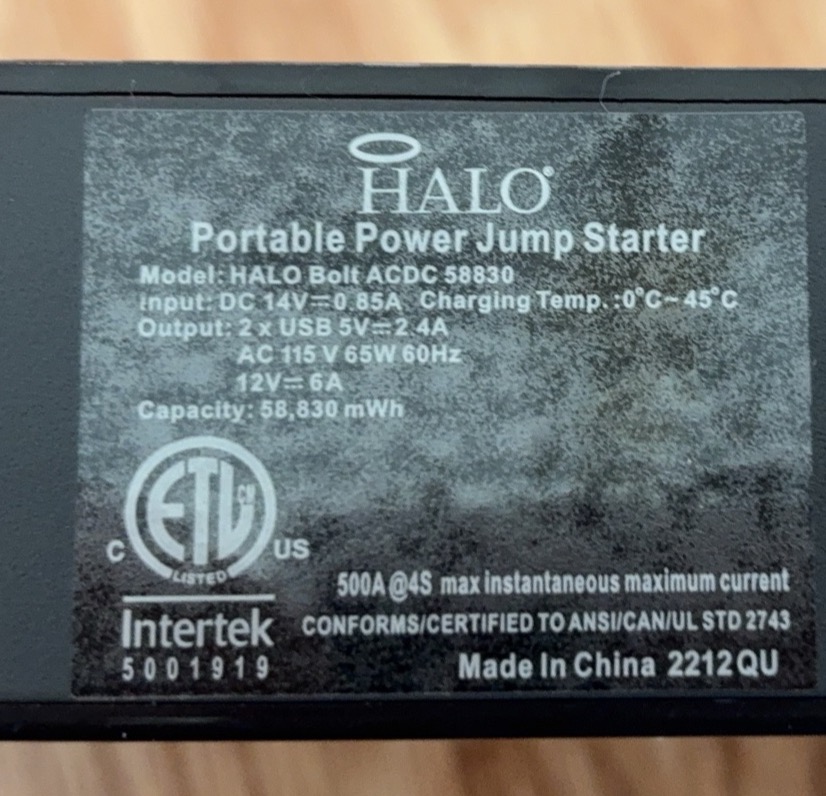 HALO®
Portable Power Jump Starter
Model: HALO Bolt ACDC 58830
Input: DC 14V⎓0.85A Charging Temp.:0°C~45°C
Output: 2 x USB 5V⎓2.4A
AC 115 V 65W 60Hz
12V⎓6A
Capacity: 58,830 mWh
ETL CM
C US
LISTED
Intertek
5001919
500A@4S max instantaneous maximum current
CONFORMS/CERTIFIED TO ANSI/CAN/UL STD 2743
Made In China 2212QU